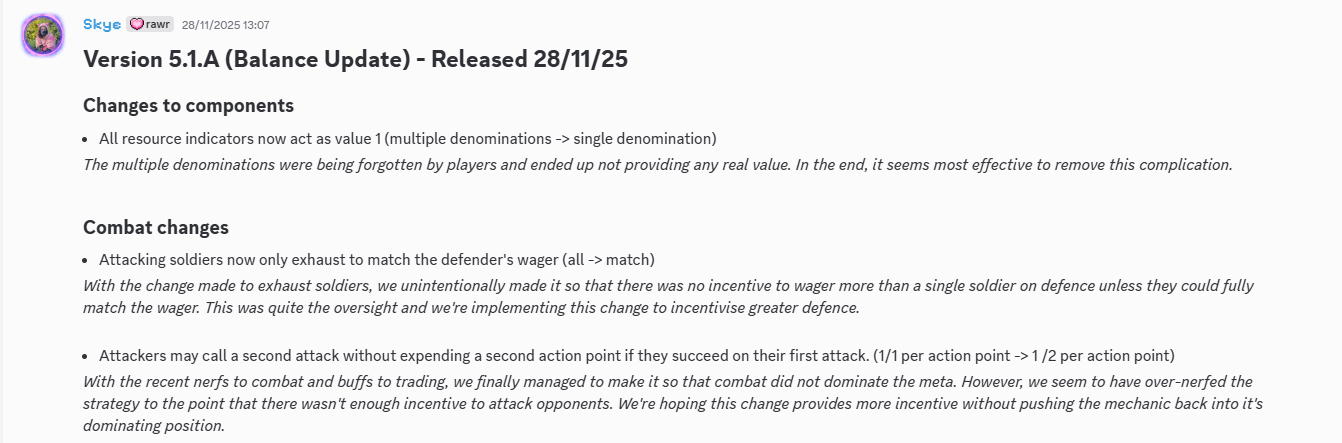 Skye rawr 28/11/2025 13:07
Version 5.1.A (Balance Update) - Released 28/11/25
Changes to components
• All resource indicators now act as value 1 (multiple denominations -> single denomination)
The multiple denominations were being forgotten by players and ended up not providing any real value. In the end, it seems most effective to remove this complication.
Combat changes
• Attacking soldiers now only exhaust to match the defender's wager (all -> match)
With the change made to exhaust soldiers, we unintentionally made it so that there was no incentive to wager more than a single soldier on defence unless they could fully
match the wager. This was quite the oversight and we're implementing this change to incentivise greater defence.
• Attackers may call a second attack without expending a second action point if they succeed on their first attack. (1/1 per action point -> 1 /2 per action point)
With the recent nerfs to combat and buffs to trading, we finally managed to make it so that combat did not dominate the meta. However, we seem to have over-nerfed the
strategy to the point that there wasn't enough incentive to attack opponents. We're hoping this change provides more incentive without pushing the mechanic back into it's
dominating position.